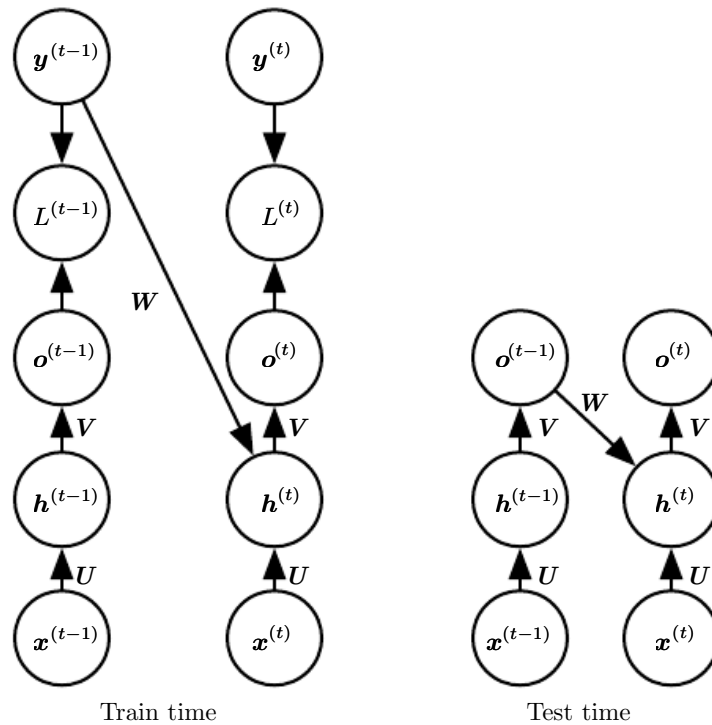 y^{(t−1)} y^{(t)}
L^{(t−1)} L^{(t)}
W
o^{(t−1)} o^{(t)} o^{(t−1)} o^{(t)}
W
V V V V
h^{(t−1)} h^{(t)} h^{(t−1)} h^{(t)}
U U U U
x^{(t−1)} x^{(t)} x^{(t−1)} x^{(t)}
Train time Test time